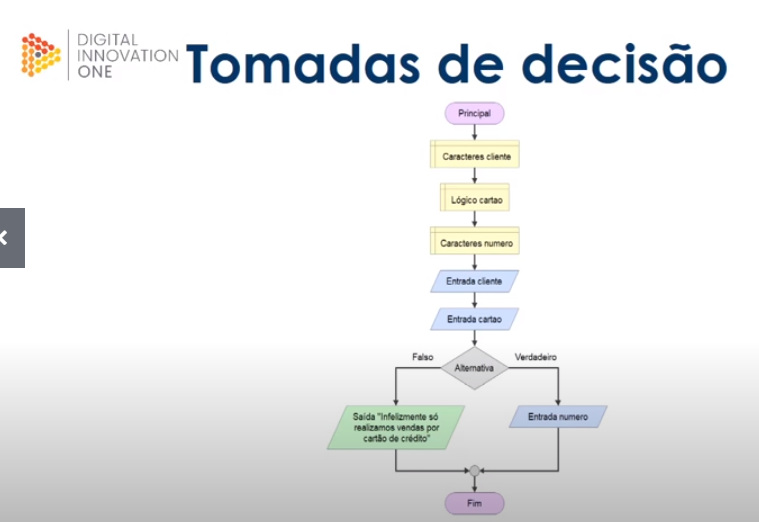 DIGITAL
INNOVATION
ONE
Tomadas de decisão
Principal
Caracteres cliente
Lógico cartao
Caracteres numero
Entrada cliente
Entrada cartao
Falso
Alternativa
Verdadeiro
Saída "Infelizmente só
realizamos vendas por
cartão de crédito"
Entrada numero
Fim